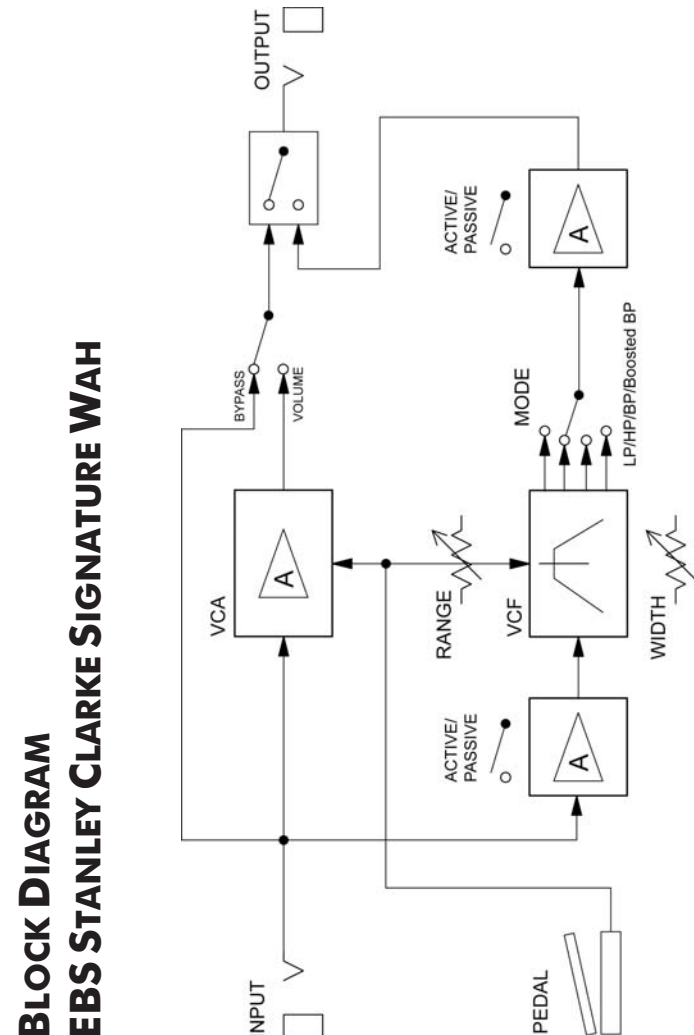 BLOCK DIAGRAM
EBS STANLEY CLARKE SIGNATURE WAH
NPUT
PEDAL
VCA
A
BYPASS
VOLUME
OUTPUT
ACTIVE/
PASSIVE
A
RANGE
VCF
WIDTH
MODE
LP/HP/BP/Boosted BP
ACTIVE/
PASSIVE
A